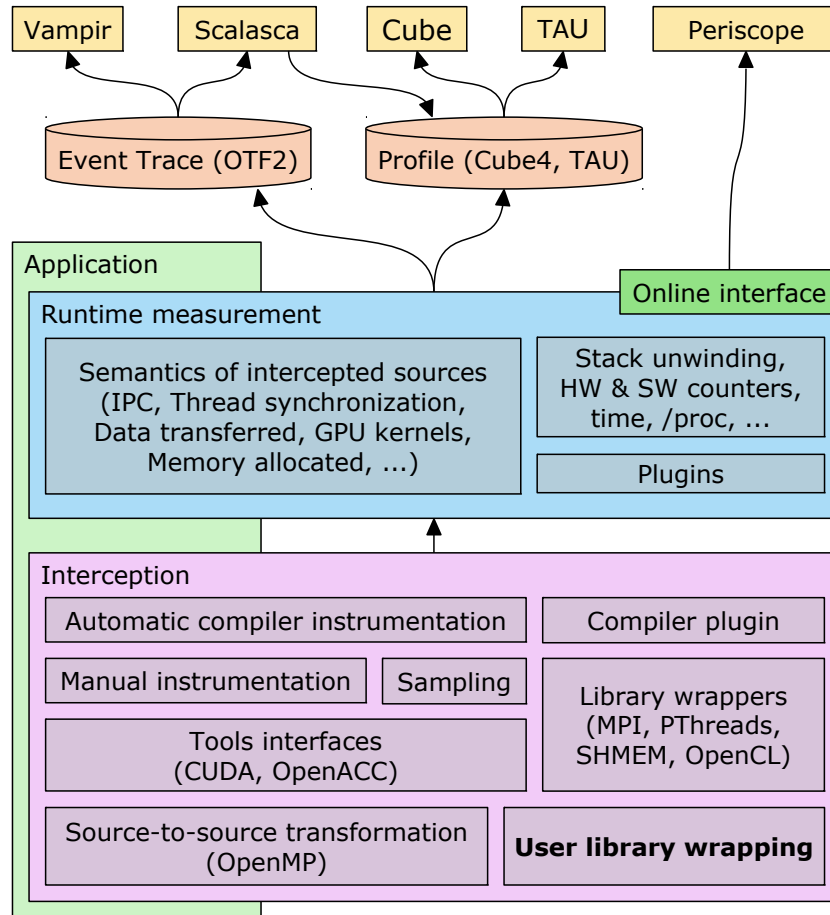 Vampir
Scalasca
Cube
TAU
Periscope
Event Trace (OTF2)
Profile (Cube4, TAU)
Application
Online interface
Runtime measurement
Semantics of intercepted sources
(IPC, Thread synchronization,
Data transferred, GPU kernels,
Memory allocated, ...)
Stack unwinding,
HW & SW counters,
time, /proc, ...
Plugins
Interception
Automatic compiler instrumentation
Compiler plugin
Manual instrumentation
Sampling
Library wrappers
(MPI, PThreads,
SHMEM, OpenCL)
Tools interfaces
(CUDA, OpenACC)
Source-to-source transformation
(OpenMP)
User library wrapping